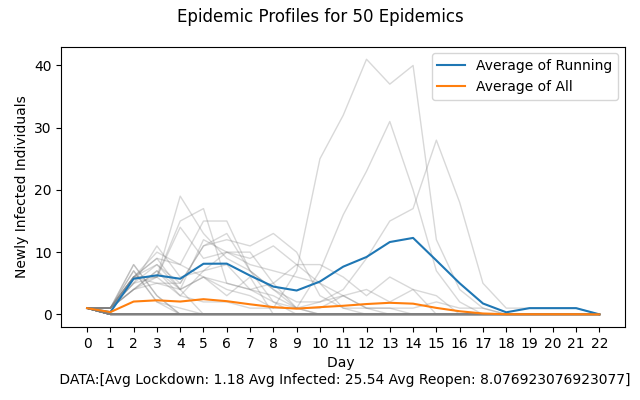 Epidemic Profiles for 50 Epidemics
Newly Infected Individuals
40
30
20
10
0
Average of Running
Average of All
0 1 2 3 4 5 6 7 8 9 10 11 12 13 14 15 16 17 18 19 20 21 22
Day
DATA:[Avg Lockdown: 1.18 Avg Infected: 25.54 Avg Reopen: 8.076923076923077]